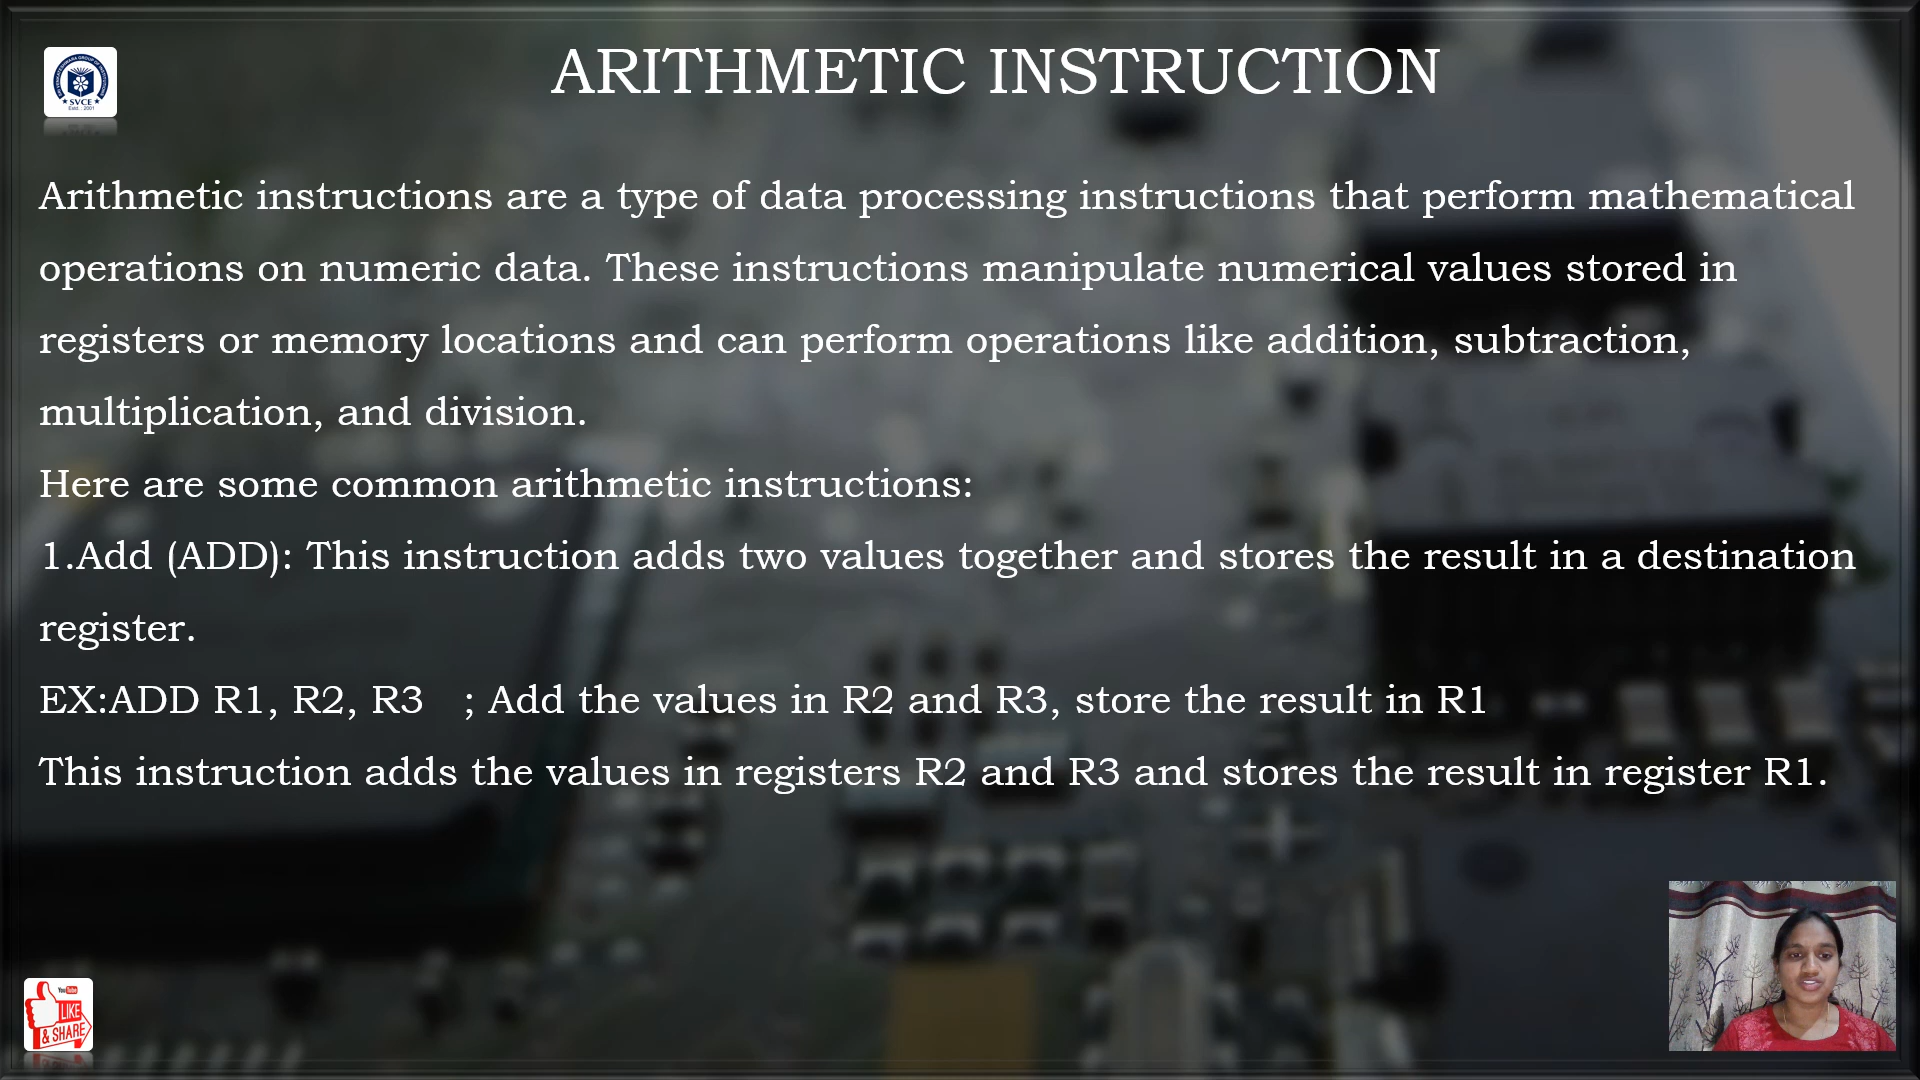 ARITHMETIC INSTRUCTION
SVCE
Estd. : 2001
Arithmetic instructions are a type of data processing instructions that perform mathematical
operations on numeric data. These instructions manipulate numerical values stored in
registers or memory locations and can perform operations like addition, subtraction,
multiplication, and division.
Here are some common arithmetic instructions:
1.Add (ADD): This instruction adds two values together and stores the result in a destination
register.
EX:ADD R1, R2, R3 ; Add the values in R2 and R3, store the result in R1
This instruction adds the values in registers R2 and R3 and stores the result in register R1.
YouTube
LIKE
& SHARE